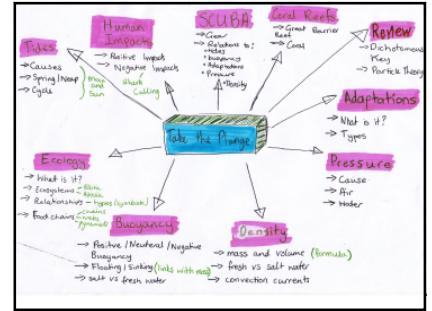 Tides
→ Causes
→ Spring/Neap
→ Cycle
Moon and Sun
Human Impacts
→ Positive Impacts
→ Negative Impacts
Shark Culling
SCUBA
→ Gear
→ Relations to:
• tides
• buoyancy
• Adaptations
• Pressure
• Density
Coral Reefs
→ Great Barrier Reef
→ Coral
Review
→ Dichotomous Key
→ Particle Theory
Adaptations
→ What is it?
→ Types
Take the Plunge
Pressure
→ Cause
→ Air
→ Water
Ecology
→ What is it?
→ Ecosystems
Biotic
Abiotic
→ Relationships - types (symbiotic)
→ Food chains
chains
webs
pyramids
Buoyancy
→ Positive / Neutral / Negative Buoyancy
→ Floating / Sinking (links with mass)
→ salt vs fresh water
Density
→ mass and volume (formula)
→ fresh vs salt water
→ convection currents